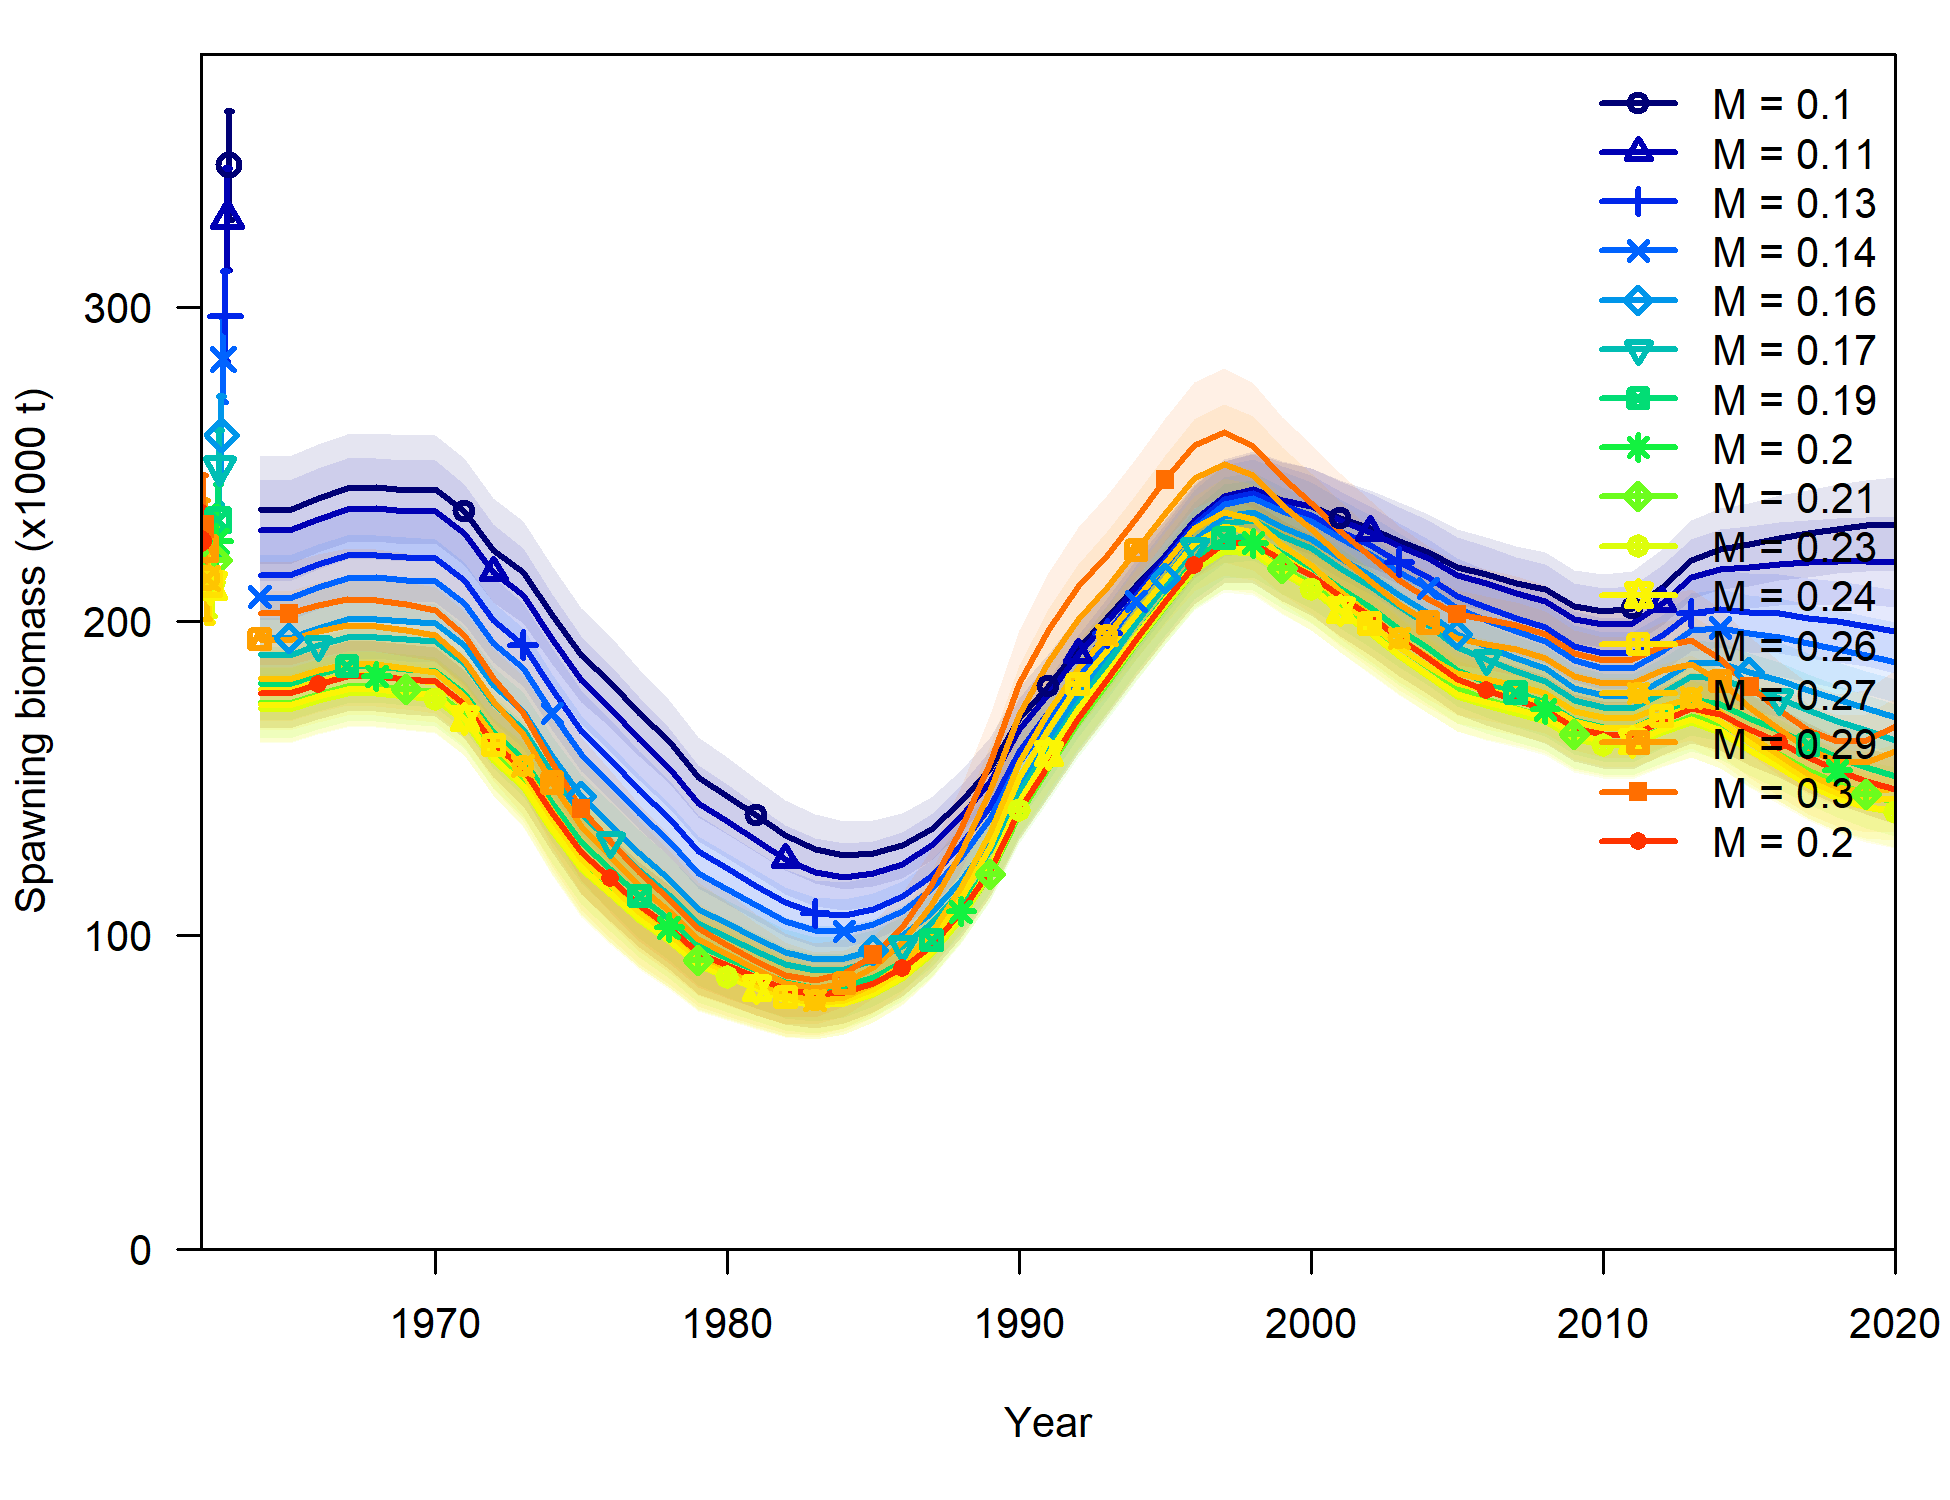 M = 0.1
M = 0.11
M = 0.13
M = 0.14
M = 0.16
M = 0.17
M = 0.19
M = 0.2
M = 0.21
M = 0.23
M = 0.24
M = 0.26
M = 0.27
M = 0.29
M = 0.3
M = 0.2
300
200
100
0
Spawning biomass (x1000 t)
1970 1980 1990 2000 2010 2020
Year